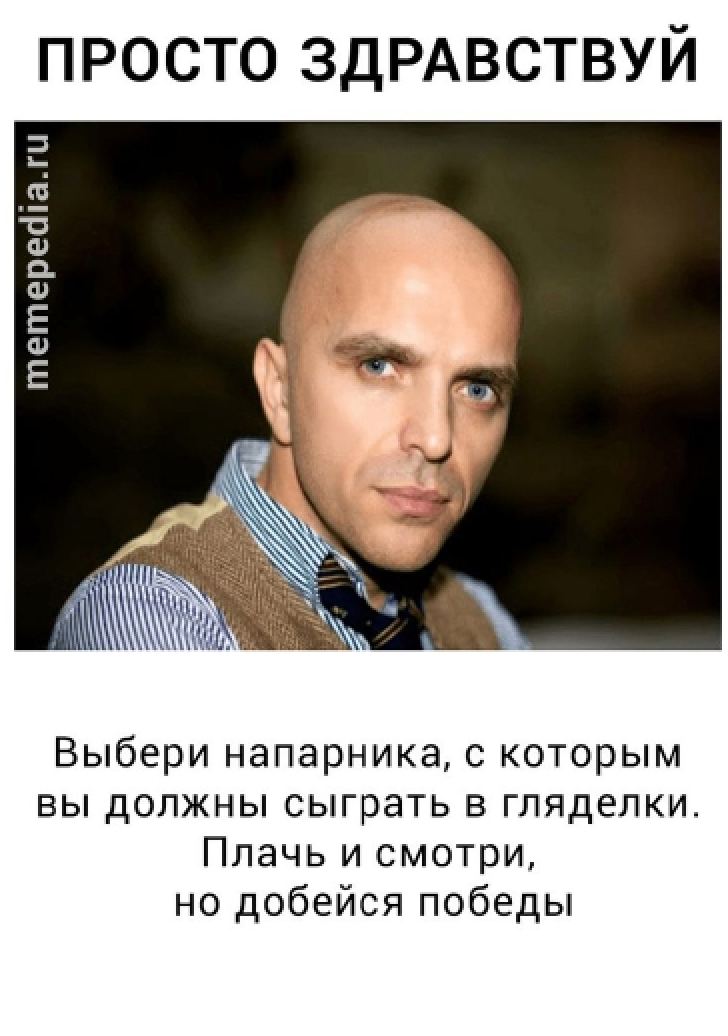 ПРОСТО ЗДРАВСТВУЙ
memepedia.ru
Выбери напарника, с которым
вы должны сыграть в гляделки.
Плачь и смотри,
но добейся победы